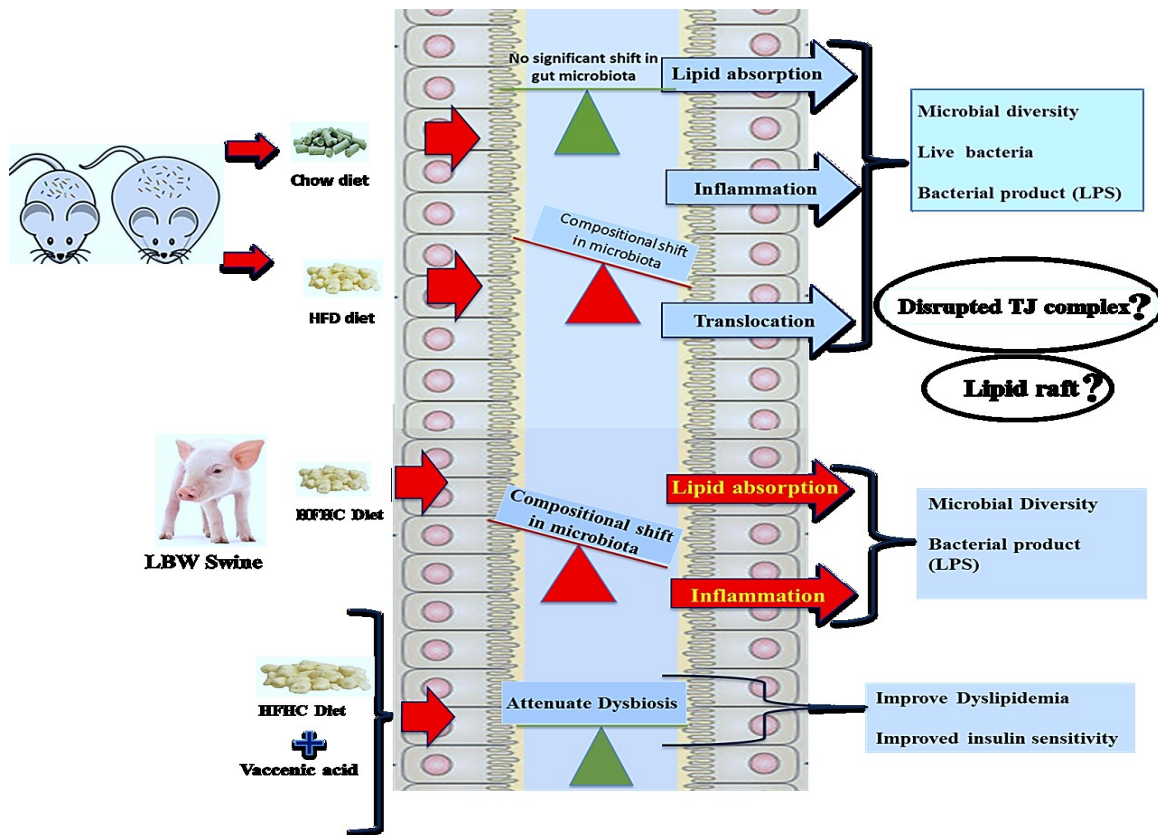 No significant shift in
gut microbiota
Lipid absorption
Chow diet
Inflammation
Microbial diversity
Live bacteria
Bacterial product (LPS)
Compositional shift
in microbiota
HFD diet
Translocation
Disrupted TJ complex?
Lipid raft?
LBW Swine
HFHC Diet
Compositional shift
in microbiota
Lipid absorption
Inflammation
Microbial Diversity
Bacterial product
(LPS)
HFHC Diet
Vaccenic acid
Attenuate Dysbiosis
Improve Dyslipidemia
Improved insulin sensitivity